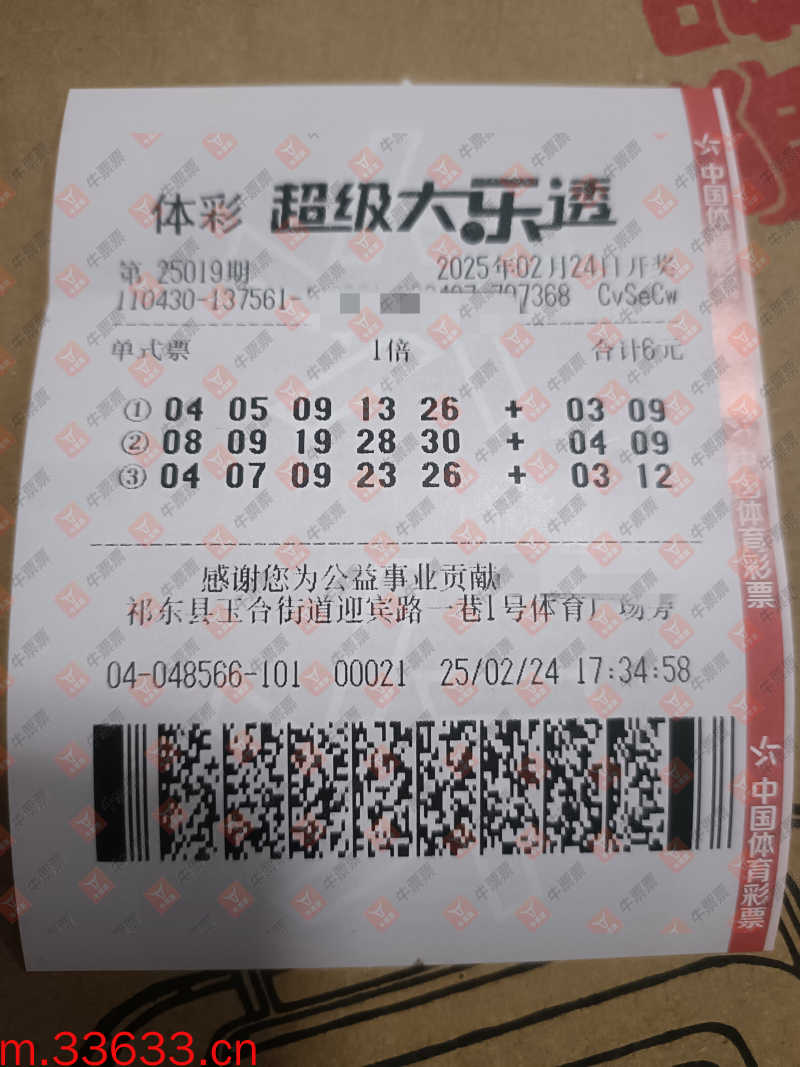 体彩 超级大乐透
第 25019期 2025年02月24日开奖
110430-137561- 797368 CvSeCw
单式票 1倍 合计6元
① 04 05 09 13 26 + 03 09
② 08 09 19 28 30 + 04 09
③ 04 07 09 23 26 + 03 12
感谢您为公益事业贡献
祁东县玉合街道迎宾路一巷1号体育广场旁
04-048566-101 00021 25/02/24 17:34:58
中国体
体育彩票
中国体育彩票
牛票票
m.33633.cn